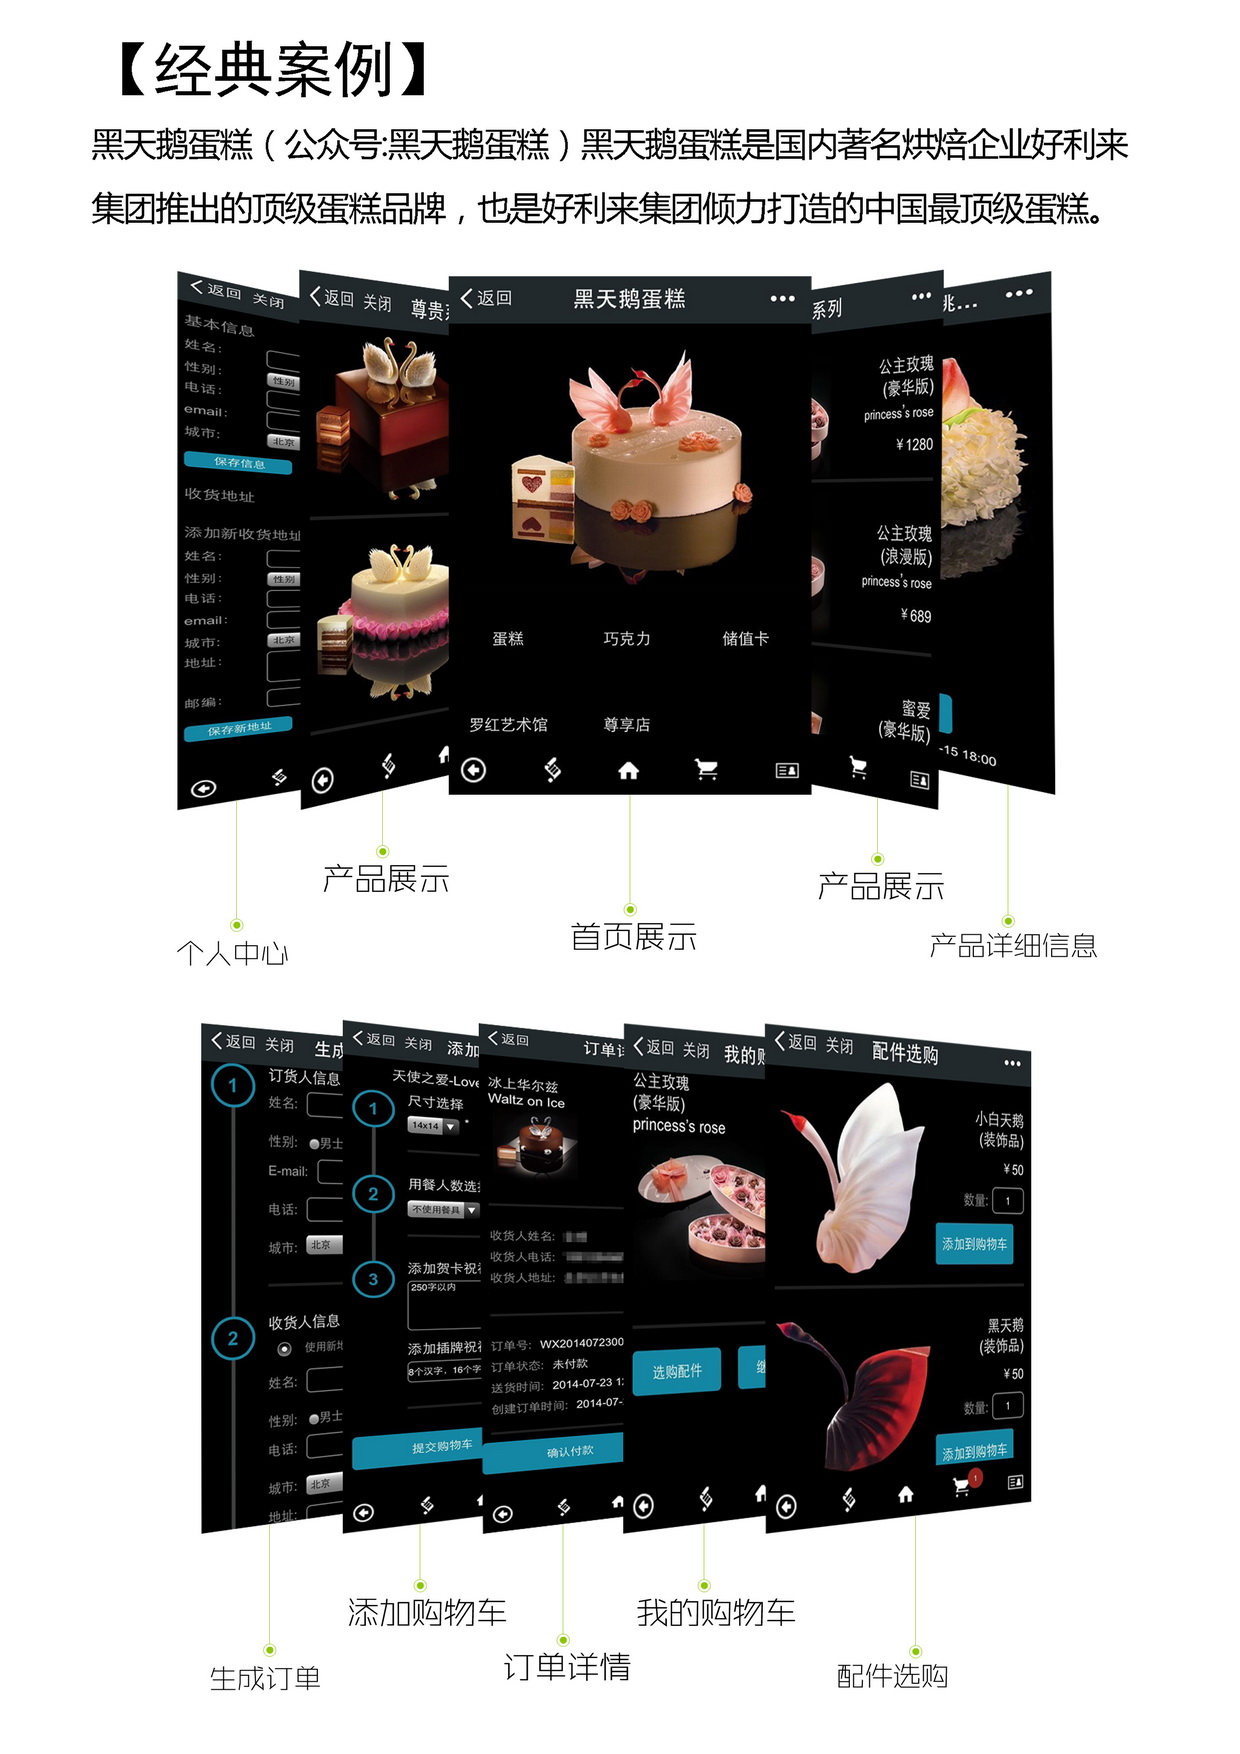 【经典案例】
黑天鹅蛋糕（公众号:黑天鹅蛋糕）黑天鹅蛋糕是国内著名烘焙企业好利来
集团推出的顶级蛋糕品牌，也是好利来集团倾力打造的中国最顶级蛋糕。
返回 关闭
基本信息
姓名:
性别: 性别
电话:
email:
城市: 北京
保存信息
收货地址
添加新收货地址
姓名:
性别: 性别
电话:
email:
城市: 北京
地址:
邮编:
保存新地址
返回 关闭 尊贵
返回 黑天鹅蛋糕
蛋糕 巧克力 储值卡
罗红艺术馆 尊享店
系列
公主玫瑰
(豪华版)
princess's rose
¥1280
公主玫瑰
(浪漫版)
princess's rose
¥689
蜜爱
(豪华版)
...
-15 18:00
产品展示
产品展示
首页展示
个人中心
产品详细信息
返回 关闭 生成
1
订货人信息
姓名:
性别: 男士
E-mail:
电话:
城市: 北京
2
收货人信息
使用新地
姓名:
性别: 男士
电话:
城市: 北京
地址:
返回 关闭 添加
天使之爱-Love
1 尺寸选择
14x14 *
2 用餐人数选
不使用餐具
3 添加贺卡祝
250字以内
添加插牌祝
8个汉字，16个字
提交购物车
返回 订单详
冰上华尔兹
Waltz on Ice
收货人姓名:
收货人电话:
收货人地址:
订单号: WX2014072300
订单状态: 未付款
送货时间: 2014-07-23 1
创建订单时间: 2014-07-
确认付款
返回 关闭 我的
公主玫瑰
(豪华版)
princess's rose
选购配件
返回 关闭 配件选购
小白天鹅
(装饰品)
¥50
数量: 1
添加到购物车
黑天鹅
(装饰品)
¥50
数量: 1
添加到购物车
1
添加购物车
我的购物车
订单详情
生成订单
配件选购